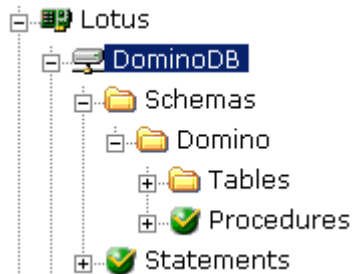 Lotus
DominoDB
Schemas
Domino
Tables
Procedures
Statements